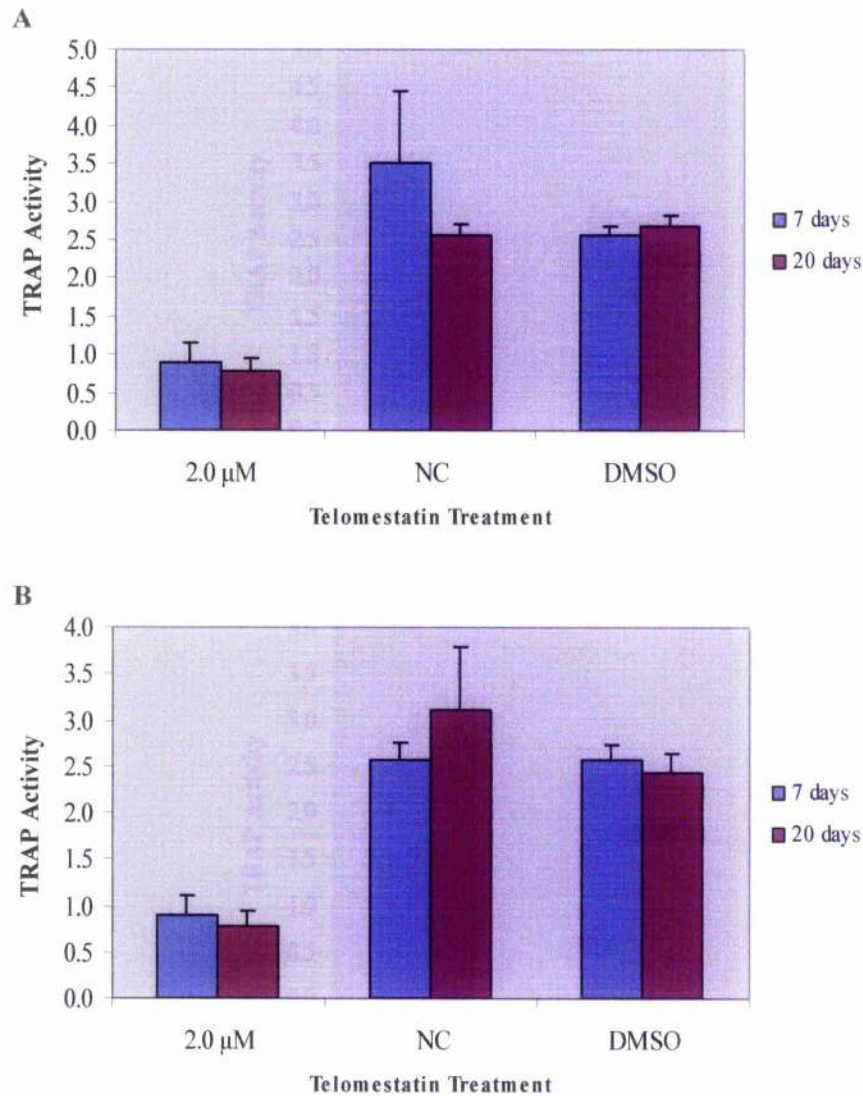 A
5.0
4.5
4.0
3.5
3.0
2.5
2.0
1.5
1.0
0.5
0.0
TRAP Activity
2.0 μM NC DMSO
Telomestatin Treatment
7 days
20 days
B
4.0
3.5
3.0
2.5
2.0
1.5
1.0
0.5
0.0
TRAP Activity
2.0 μM NC DMSO
Telomestatin Treatment
7 days
20 days